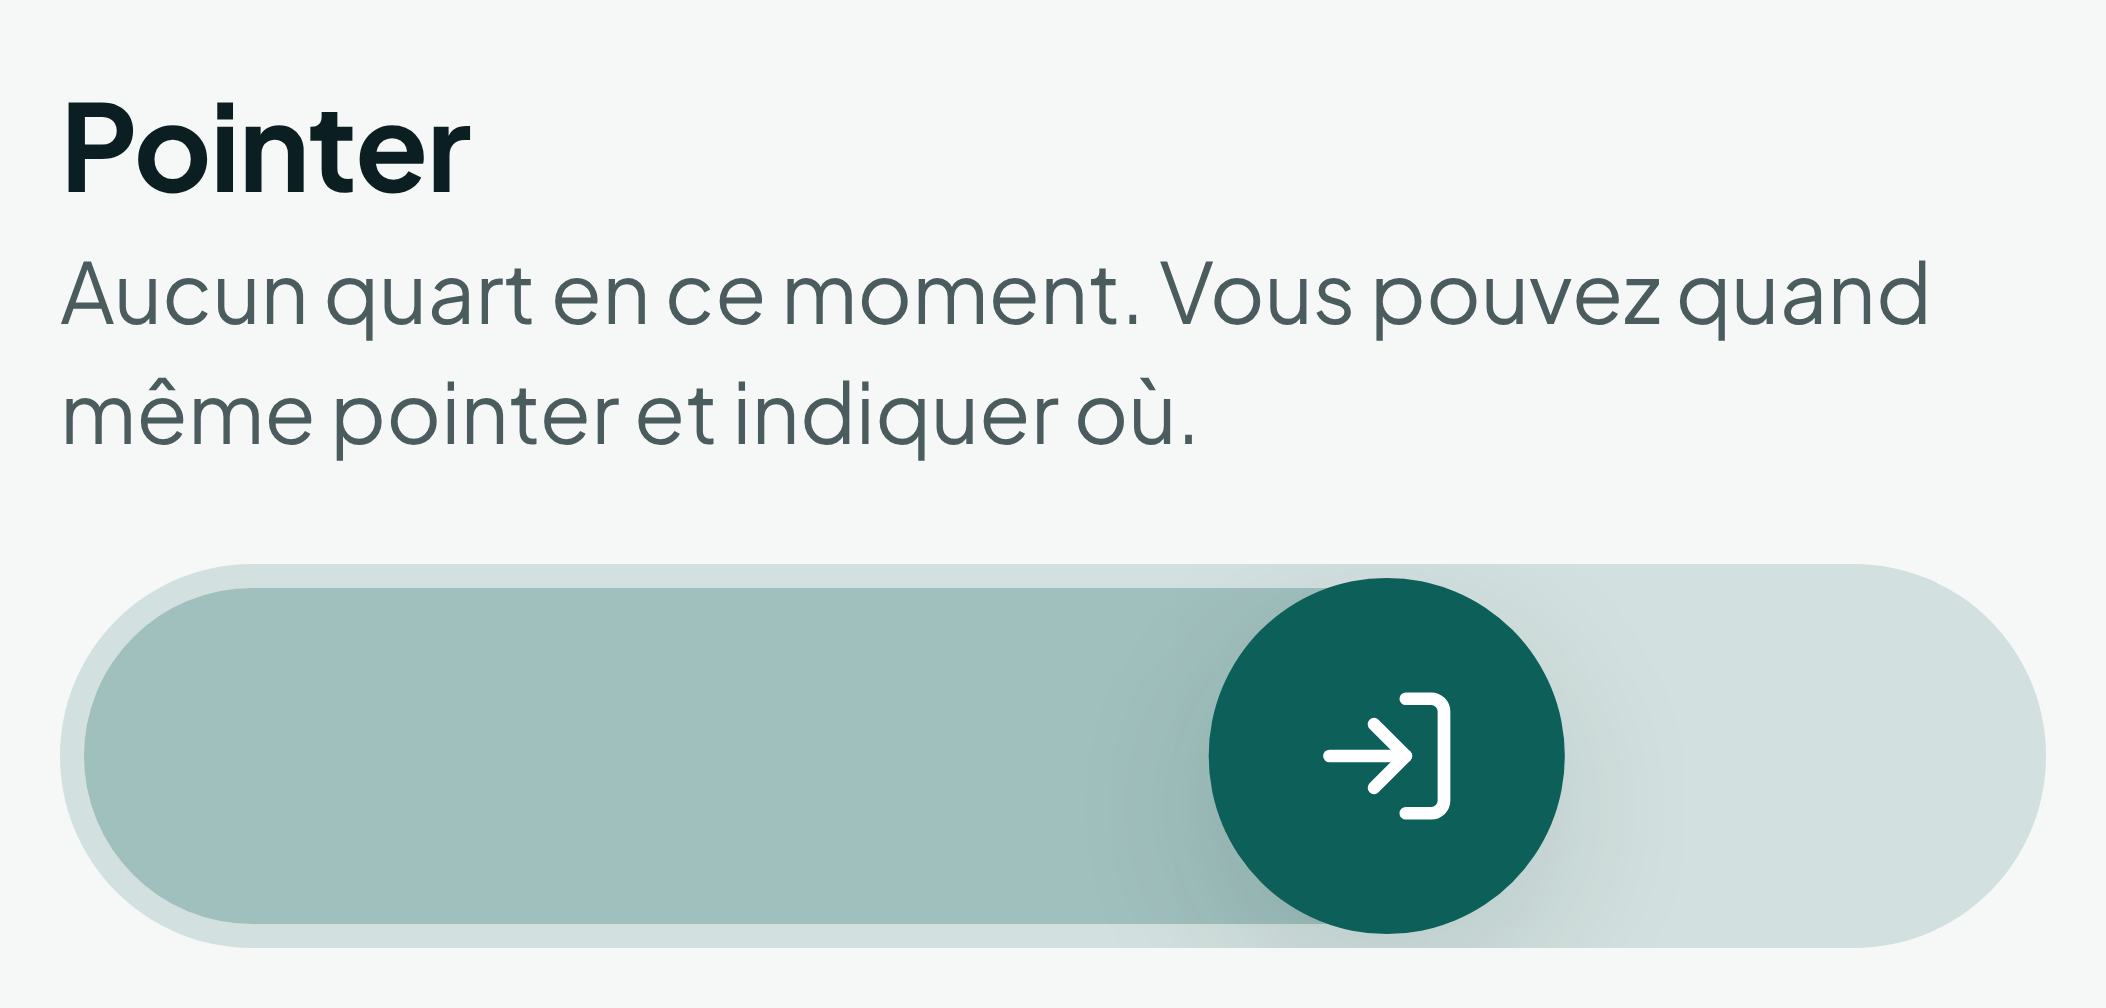 Pointer
Aucun quart en ce moment. Vous pouvez quand
même pointer et indiquer où.